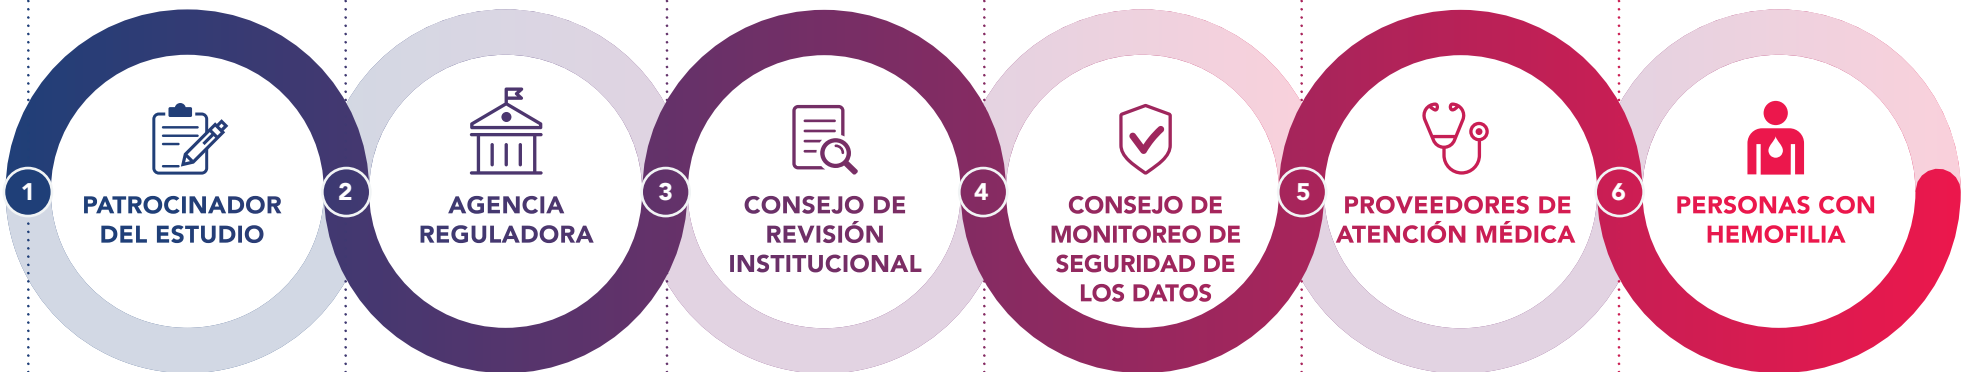 1
PATROCINADOR
DEL ESTUDIO
2
AGENCIA
REGULADORA
3
CONSEJO DE
REVISIÓN
INSTITUCIONAL
4
CONSEJO DE
MONITOREO DE
SEGURIDAD DE
LOS DATOS
5
PROVEEDORES DE
ATENCIÓN MÉDICA
6
PERSONAS CON
HEMOFILIA